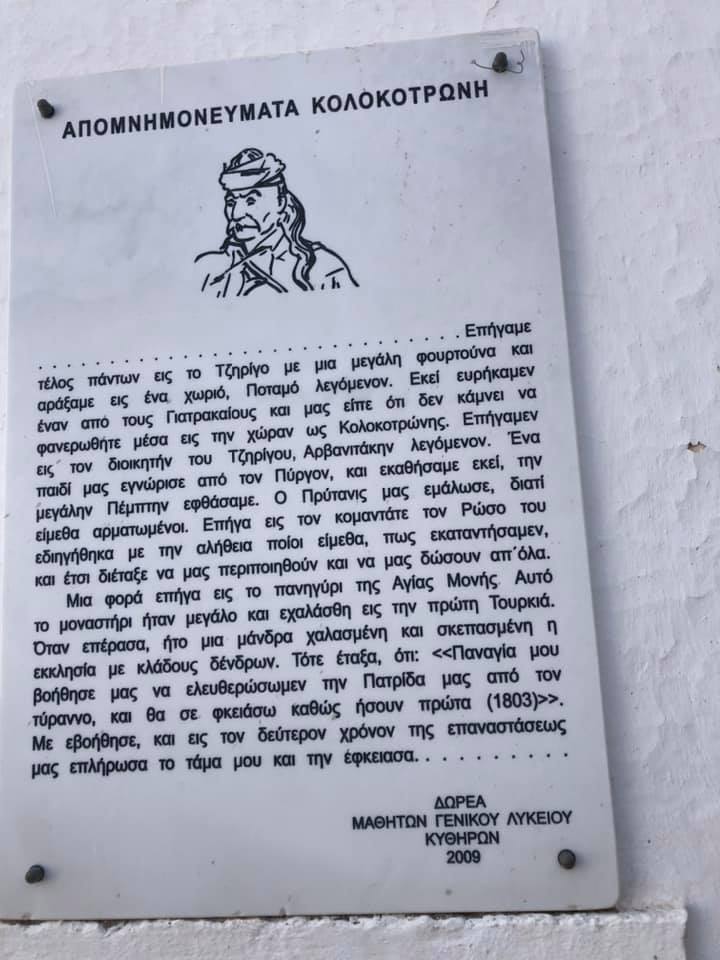 ΑΠΟΜΝΗΜΟΝΕΥΜΑΤΑ ΚΟΛΟΚΟΤΡΩΝΗ
. . . . . . . . . . . . . . . . . . . . . . . . . . . . . . . . . . . . . Επήγαμε
τέλος πάντων εις το Τζηρίγο με μια μεγάλη φουρτούνα και
αράξαμε εις ένα χωριό, Ποταμό λεγόμενον. Εκεί ευρήκαμεν
έναν από τους Γιατρακαίους και μας είπε ότι δεν κάμνει να
φανερωθήτε μέσα εις την χώραν ως Κολοκοτρώνης. Επήγαμεν
εις τον διοικητήν του Τζηρίγου, Αρβανιτάκην λεγόμενον. Ένα
παιδί μας εγνώρισε από τον Πύργον, και εκαθήσαμε εκεί, την
μεγάλην Πέμπτην εφθάσαμε. Ο Πρύτανις μας εμάλωσε, διατί
είμεθα αρματωμένοι. Επήγα εις τον κομαντάτε τον Ρώσο του
εδιηγήθηκα με την αλήθεια ποίοι είμεθα, πως εκαταντήσαμεν,
και έτσι διέταξε να μας περιποιηθούν και να μας δώσουν απ΄όλα.
Μια φορά επήγα εις το πανηγύρι της Αγίας Μονής. Αυτό
το μοναστήρι ήταν μεγάλο και εχαλάσθη εις την πρώτη Τουρκιά.
Όταν επέρασα, ήτο μια μάνδρα χαλασμένη και σκεπασμένη η
εκκλησία με κλάδους δένδρων. Τότε έταξα, ότι: <<Παναγία μου
βοήθησε μας να ελευθερώσωμεν την Πατρίδα μας από τον
τύραννο, και θα σε φκειάσω καθώς ήσουν πρώτα (1803)>>.
Με εβοήθησε, και εις τον δεύτερον χρόνον της επαναστάσεως
μας επλήρωσα το τάμα μου και την έφκειασα. . . . . . . . . . .
ΔΩΡΕΑ
ΜΑΘΗΤΩΝ ΓΕΝΙΚΟΥ ΛΥΚΕΙΟΥ
ΚΥΘΗΡΩΝ
2009